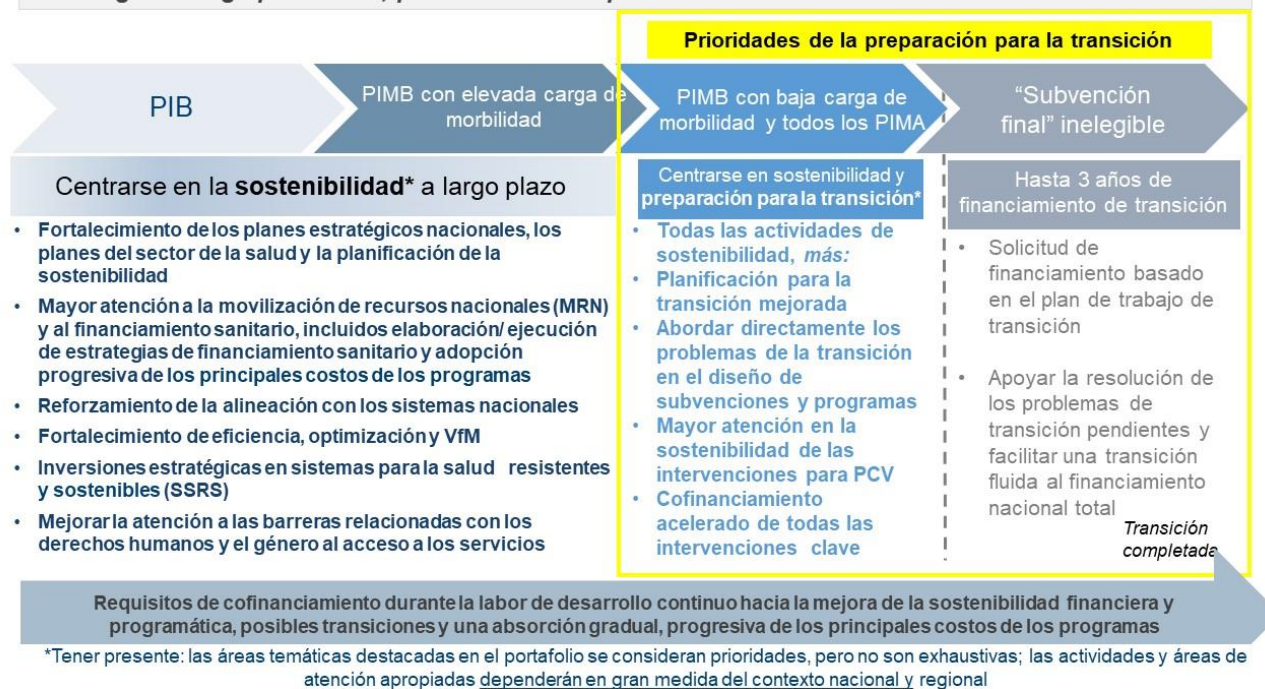 Prioridades de la preparación para la transición
PIB
PIMB con elevada carga de
morbilidad
PIMB con baja carga de
morbilidad y todos los PIMA
“Subvención
final” inelegible
Centrarse en la sostenibilidad* a largo plazo
• Fortalecimiento de los planes estratégicos nacionales, los
planes del sector de la salud y la planificación de la
sostenibilidad
• Mayor atención a la movilización de recursos nacionales (MRN)
y al financiamiento sanitario, incluidos elaboración/ ejecución
de estrategias de financiamiento sanitario y adopción
progresiva de los principales costos de los programas
• Reforzamiento de la alineación con los sistemas nacionales
• Fortalecimiento de eficiencia, optimización y VfM
• Inversiones estratégicas en sistemas para la salud resistentes
y sostenibles (SSRS)
• Mejorar la atención a las barreras relacionadas con los
derechos humanos y el género al acceso a los servicios
Centrarse en sostenibilidad y
preparación para la transición*
• Todas las actividades de
sostenibilidad, más:
• Planificación para la
transición mejorada
• Abordar directamente los
problemas de la transición
en el diseño de
subvenciones y programas
• Mayor atención en la
sostenibilidad de las
intervenciones para PCV
• Cofinanciamiento
acelerado de todas las
intervenciones clave
Hasta 3 años de
financiamiento de transición
• Solicitud de
financiamiento basado
en el plan de trabajo de
transición
• Apoyar la resolución de
los problemas de
transición pendientes y
facilitar una transición
fluida al financiamiento
nacional total
Transición
completada
Requisitos de cofinanciamiento durante la labor de desarrollo continuo hacia la mejora de la sostenibilidad financiera y
programática, posibles transiciones y una absorción gradual, progresiva de los principales costos de los programas
*Tener presente: las áreas temáticas destacadas en el portafolio se consideran prioridades, pero no son exhaustivas; las actividades y áreas de
atención apropiadas dependerán en gran medida del contexto nacional y regional